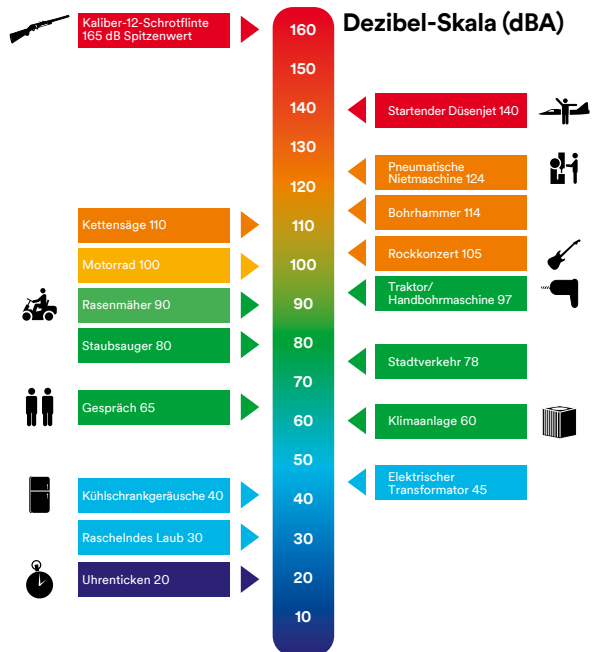 Dezibel-Skala (dBA)
Kaliber-12-Schrotflinte
165 dB Spitzenwert
Kettensäge 110
Motorrad 100
Rasenmäher 90
Staubsauger 80
Gespräch 65
Kühlschrankgeräusche 40
Raschelndes Laub 30
Uhrenticken 20
160
150
140
130
120
110
100
90
80
70
60
50
40
30
20
10
Startender Düsenjet 140
Pneumatische
Nietmaschine 124
Bohrhammer 114
Rockkonzert 105
Traktor/
Handbohrmaschine 97
Stadtverkehr 78
Klimaanlage 60
Elektrischer
Transformator 45